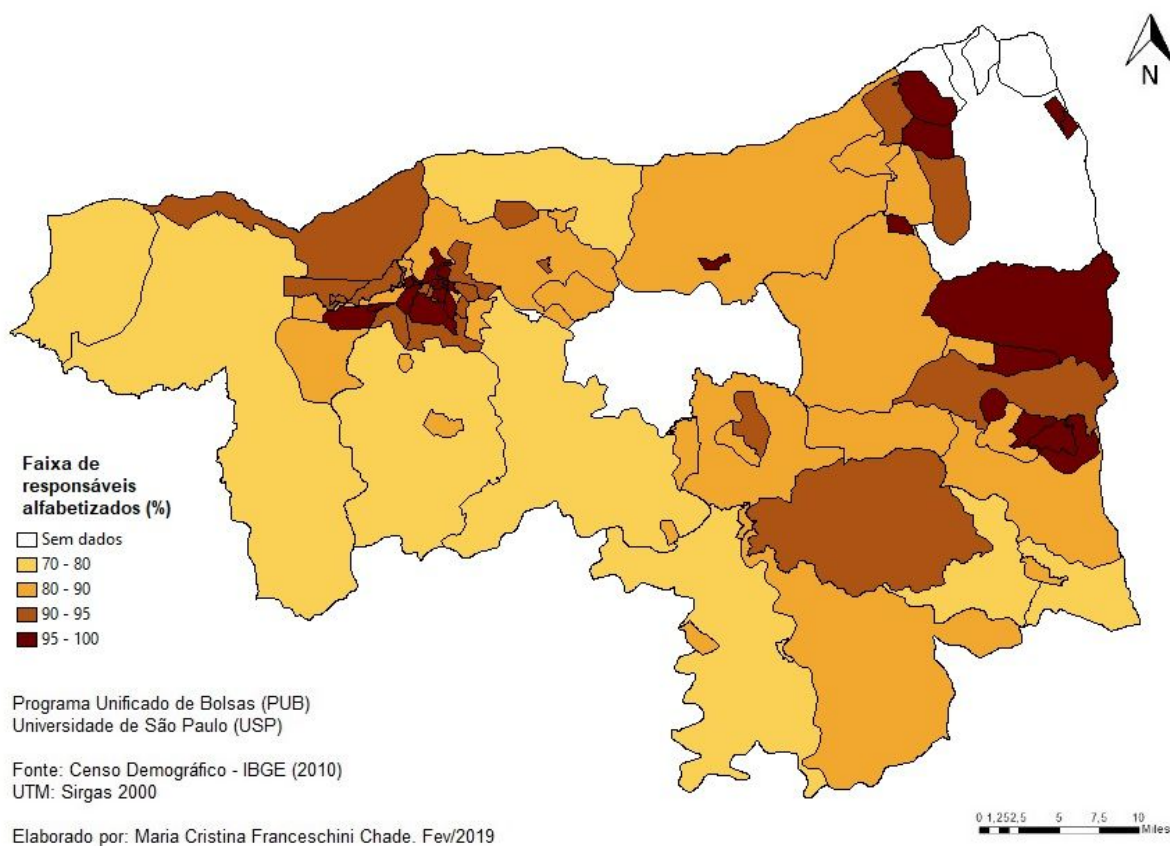 N
Faixa de
responsáveis
alfabetizados (%)
Sem dados
70 - 80
80 - 90
90 - 95
95 - 100
Programa Unificado de Bolsas (PUB)
Universidade de São Paulo (USP)
Fonte: Censo Demográfico - IBGE (2010)
UTM: Sirgas 2000
Elaborado por: Maria Cristina Franceschini Chade. Fev/2019
0 1,252,5 5 7,5 10
Miles